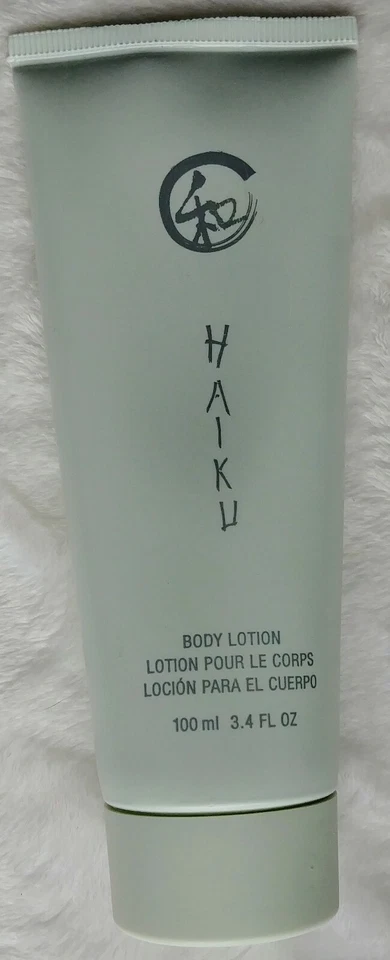 和
HAIKU
BODY LOTION
LOTION POUR LE CORPS
LOCIÓN PARA EL CUERPO
100 ml 3.4 FL OZ